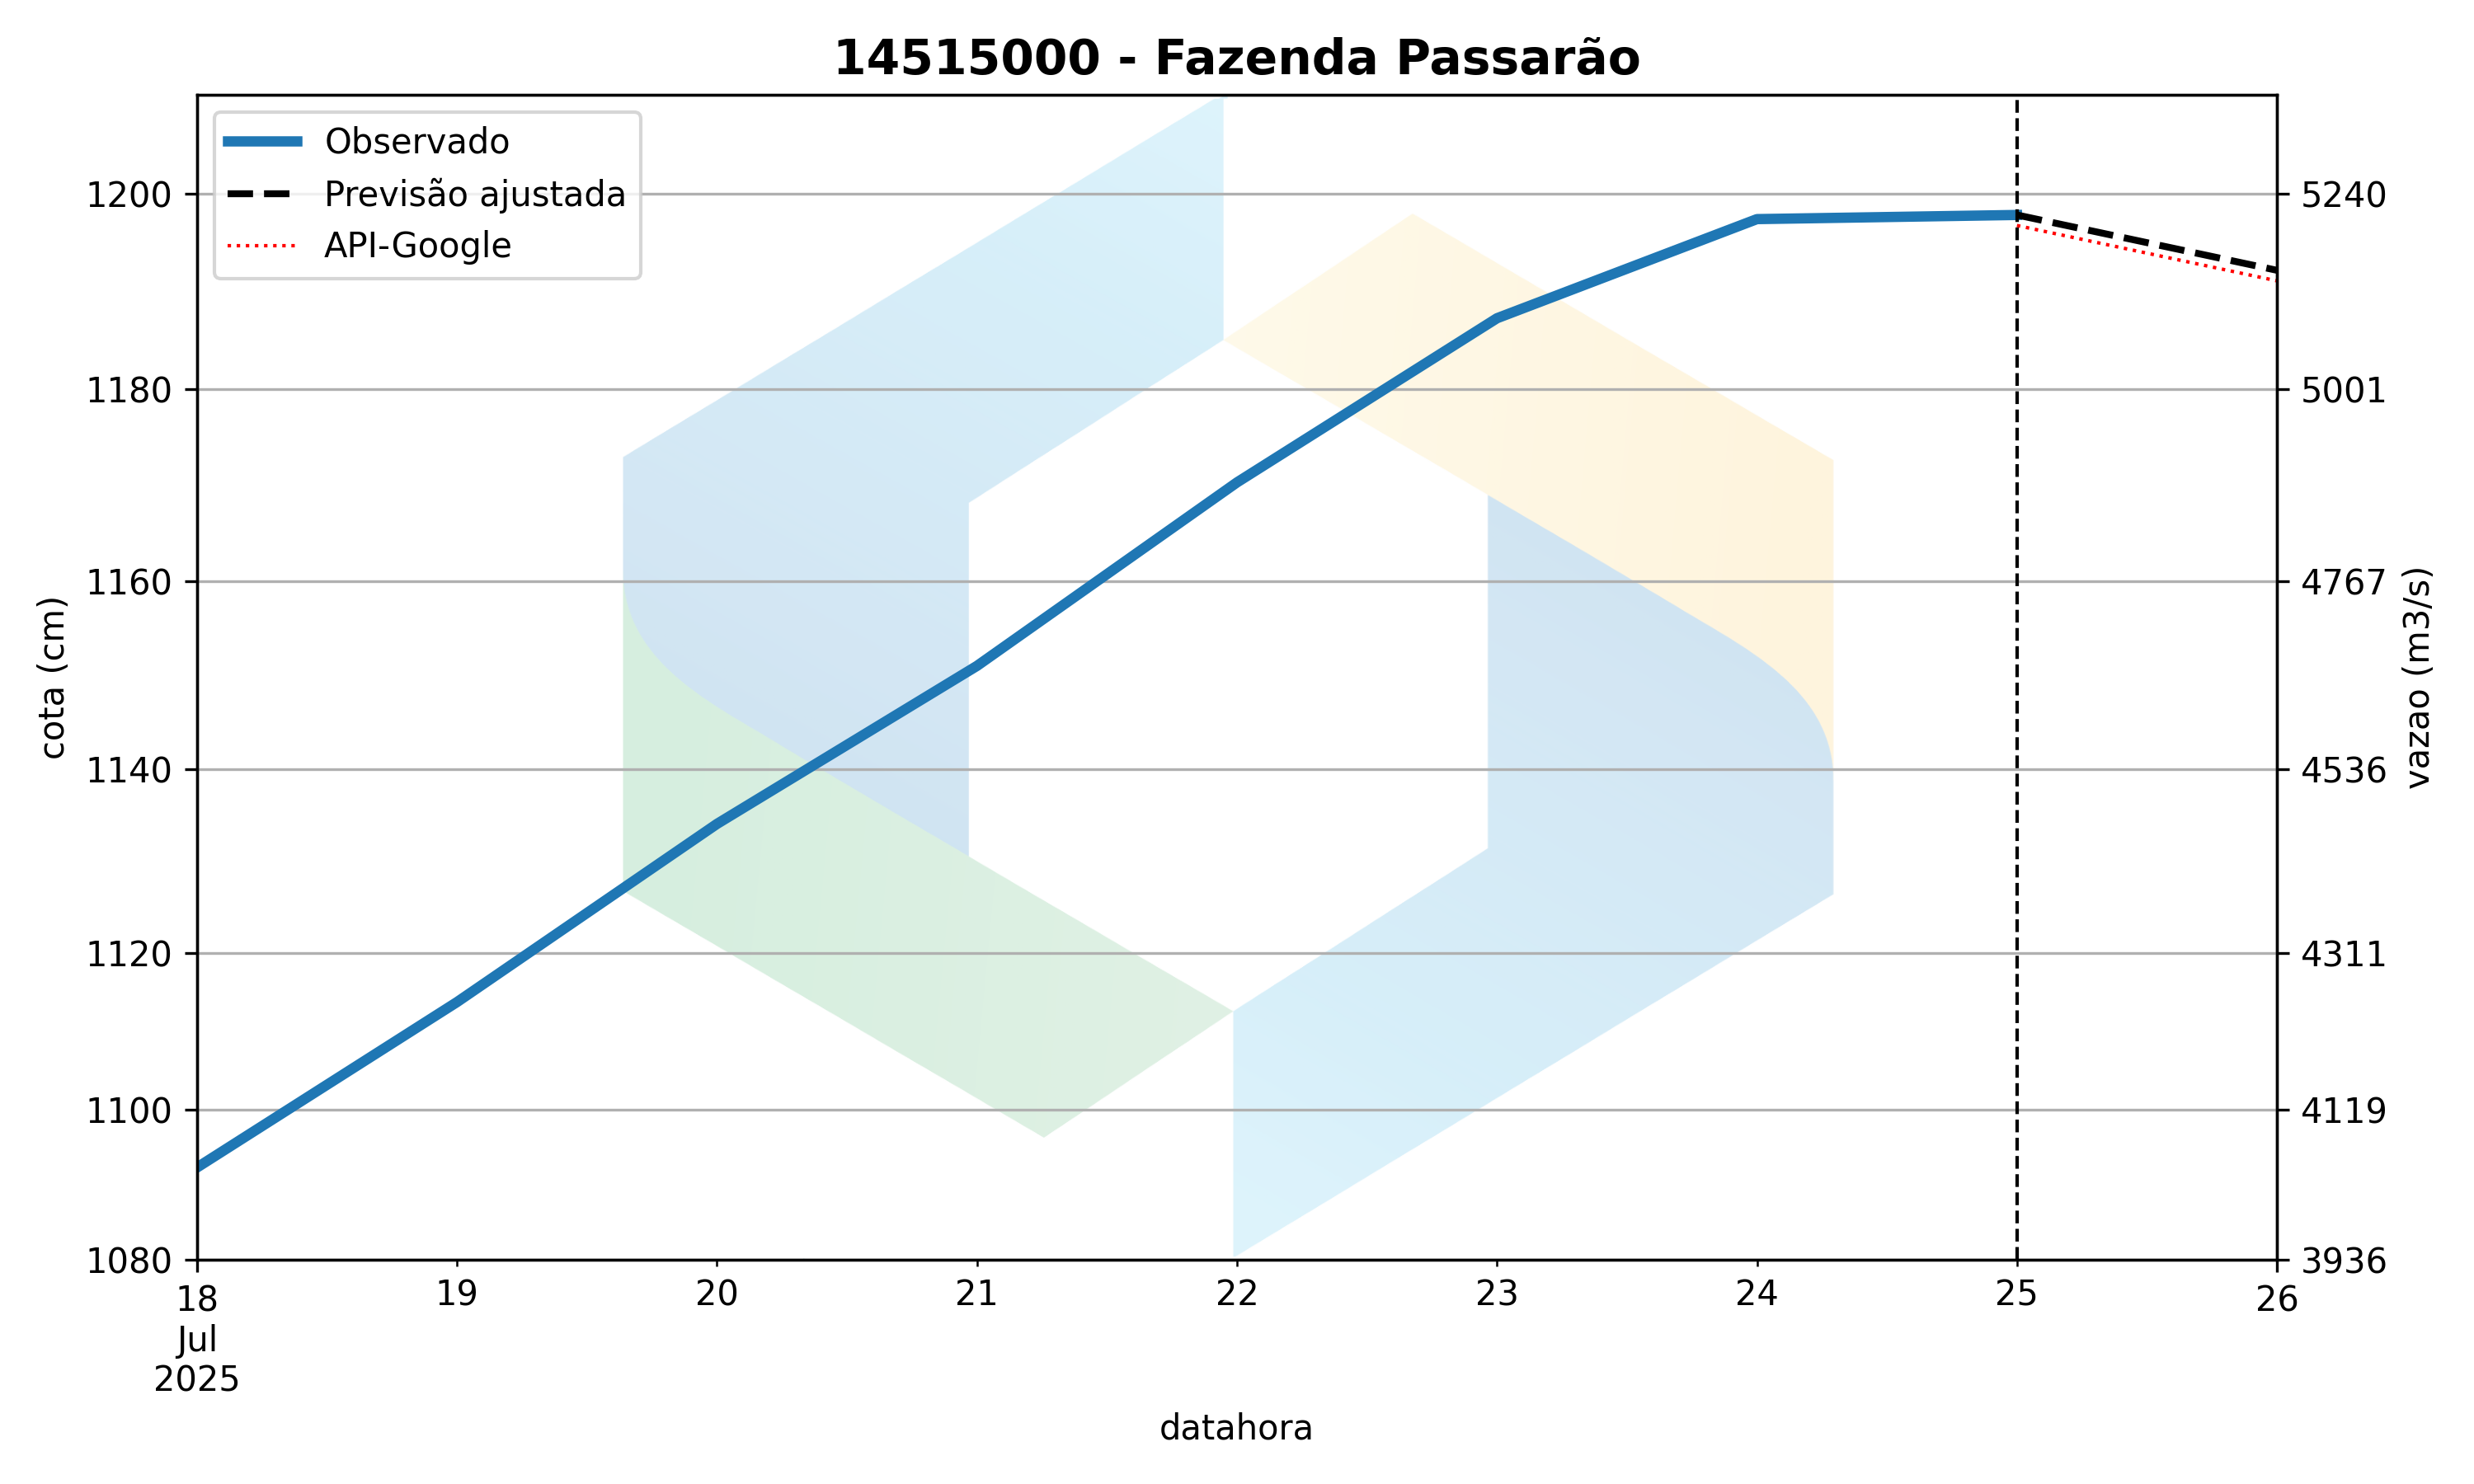 14515000 - Fazenda Passarão
Observado
Previsão ajustada
API-Google
1200
1180
1160
1140
1120
1100
1080
cota (cm)
5240
5001
4767
4536
4311
4119
3936
vazao (m3/s)
18 19 20 21 22 23 24 25 26
Jul
2025
datahora